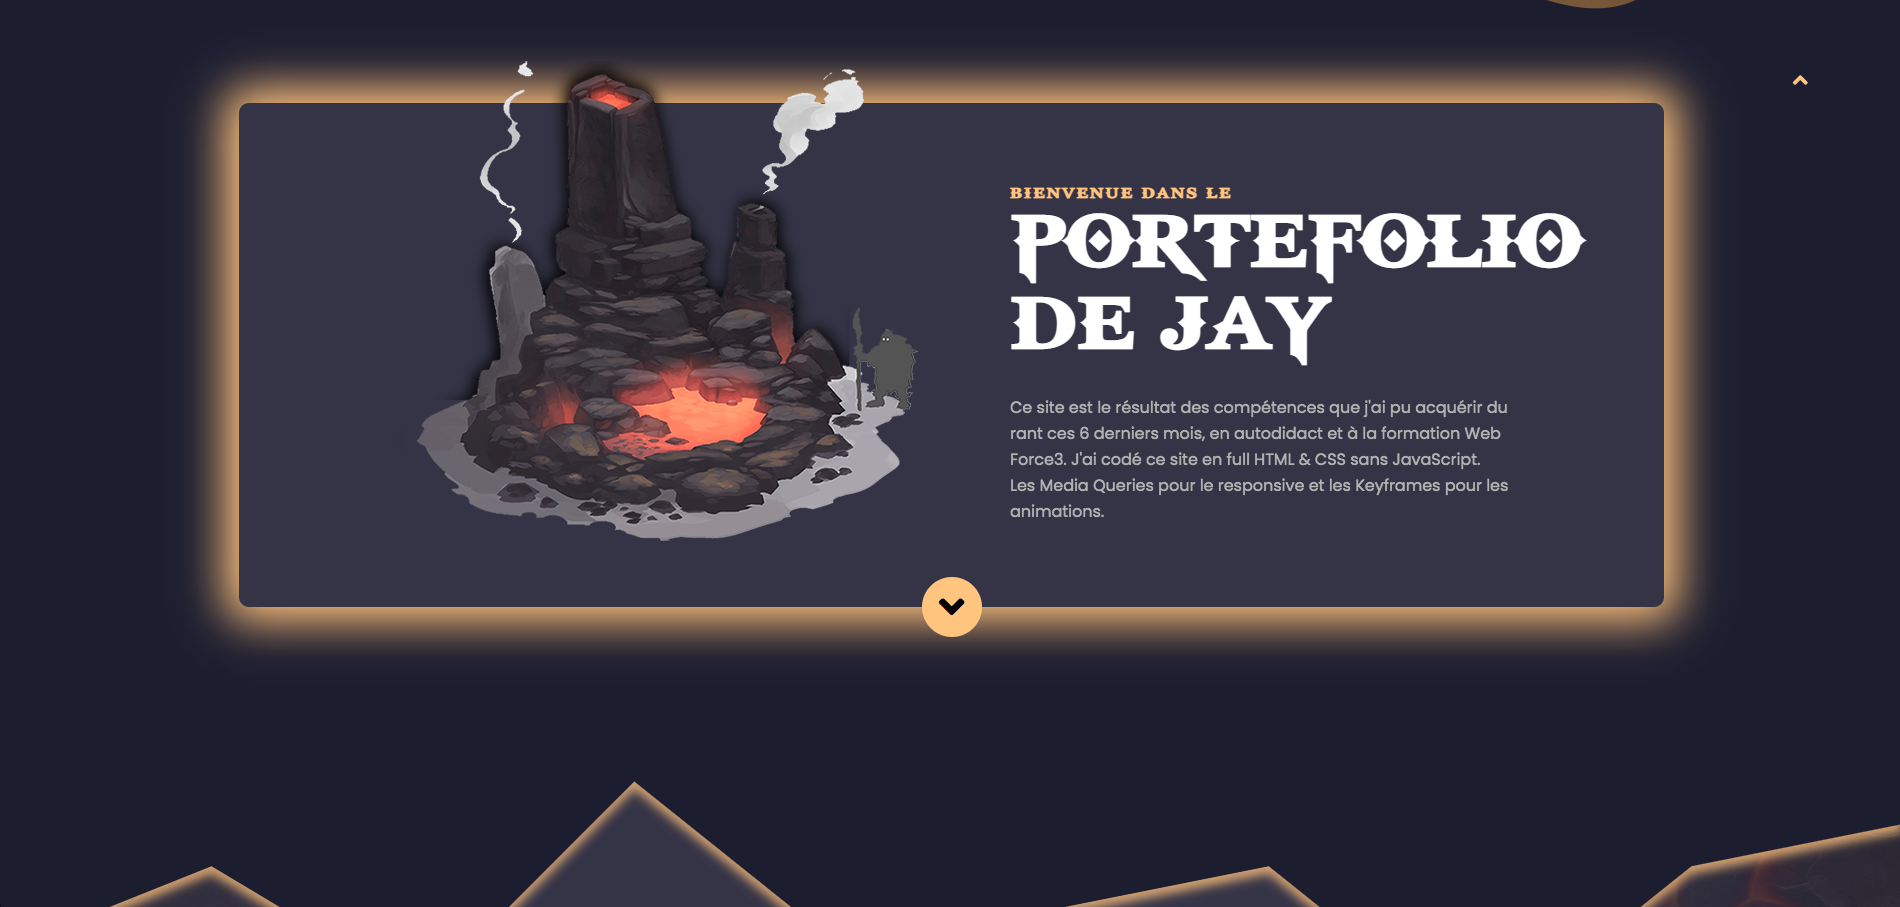 BIENVENUE DANS LE
PORTEFOLIO
DE JAY
Ce site est le résultat des compétences que j'ai pu acquérir du
rant ces 6 derniers mois, en autodidact et à la formation Web
Force3. J'ai codé ce site en full HTML & CSS sans JavaScript.
Les Media Queries pour le responsive et les Keyframes pour les
animations.